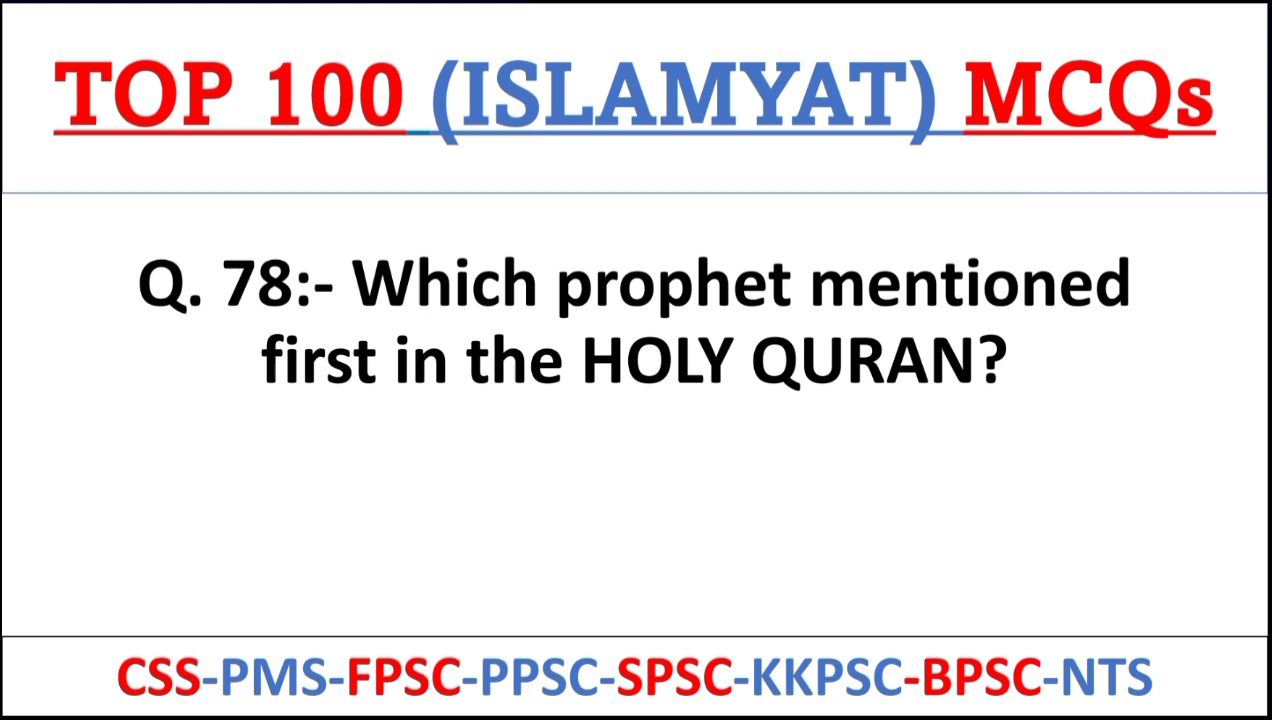 TOP 100 (ISLAMYAT) MCQs
Q. 78:- Which prophet mentioned
first in the HOLY QURAN?
CSS-PMS-FPSC-PPSC-SPSC-KKPSC-BPSC-NTS